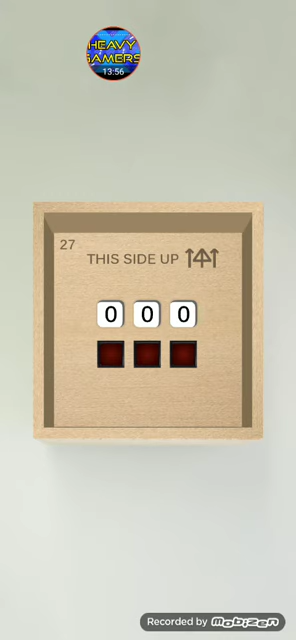 HEAVY
GAMERS
13:56
27
THIS SIDE UP
0 0 0
Recorded by
Mobizen